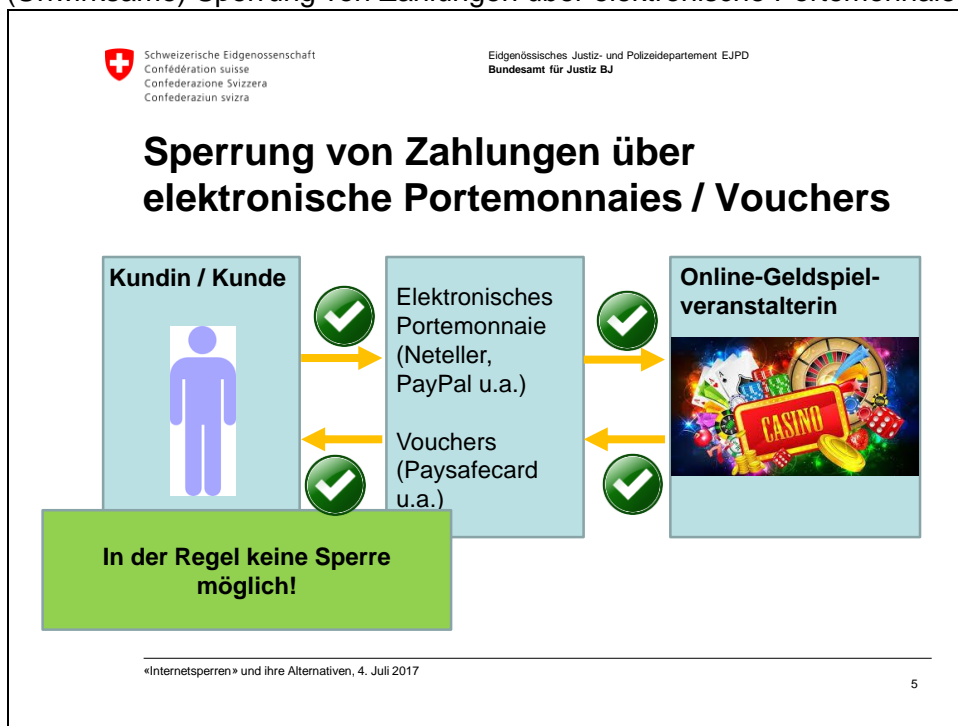 (Unwirksame) Sperrung von Zahlungen über elektronische Portemonnaie
Schweizerische Eidgenossenschaft
Confédération suisse
Confederazione Svizzera
Confederaziun svizra
Eidgenössisches Justiz- und Polizeidepartement EJPD
Bundesamt für Justiz BJ
Sperrung von Zahlungen über
elektronische Portemonnaies / Vouchers
Kundin / Kunde
Elektronisches
Portemonnaie
(Neteller,
PayPal u.a.)
Vouchers
(Paysafecard
u.a.)
Online-Geldspiel-
veranstalterin
CASINO
In der Regel keine Sperre
möglich!
«Internetsperren» und ihre Alternativen, 4. Juli 2017
5